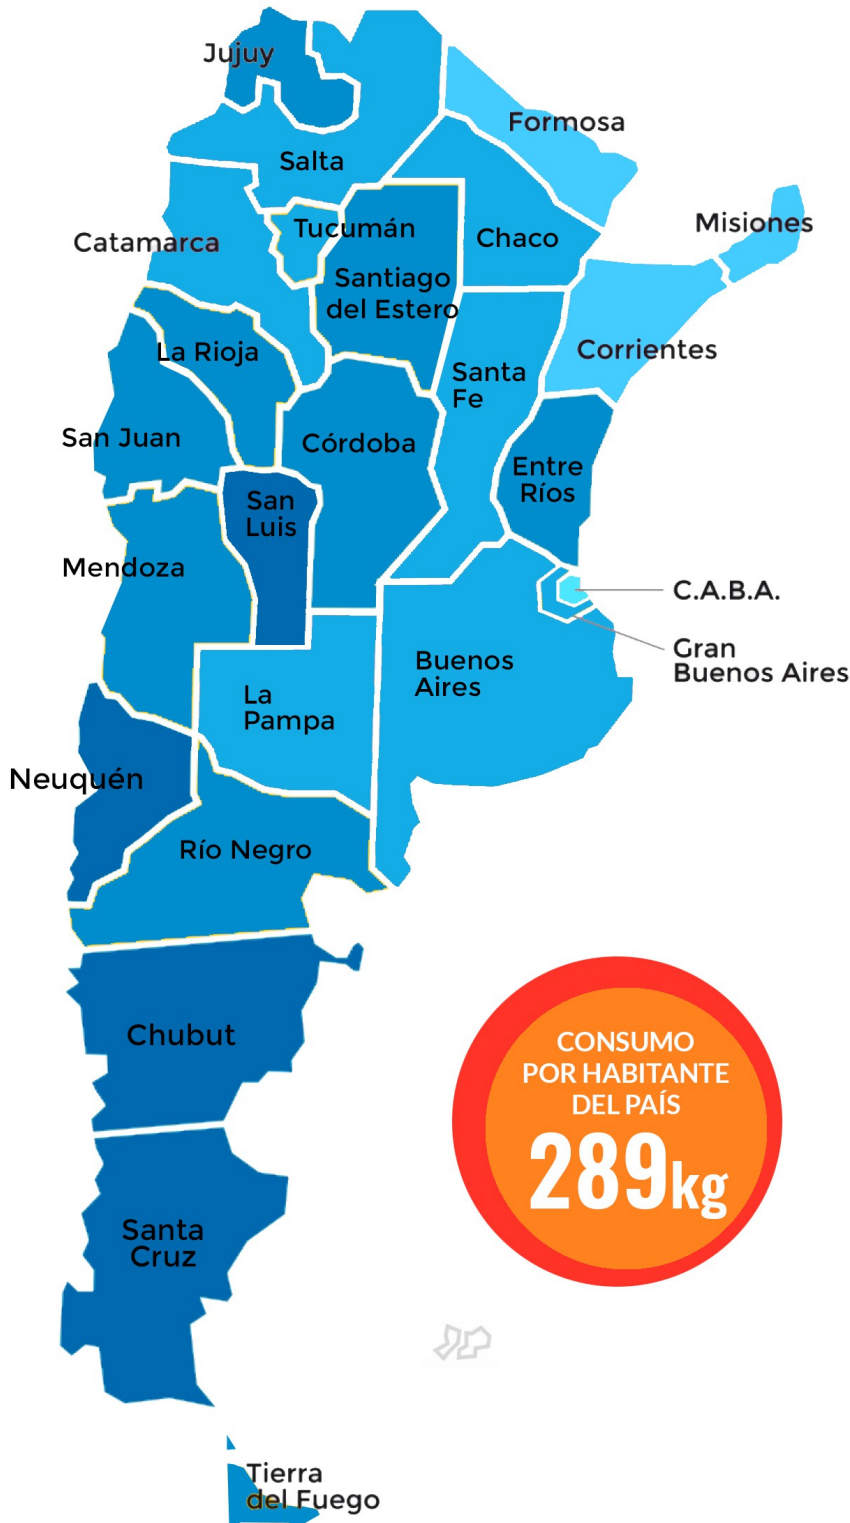 Jujuy
Formosa
Salta
Misiones
Tucumán
Chaco
Catamarca
Santiago
del Estero
La Rioja
Corrientes
Santa
Fe
San Juan
Córdoba
Entre
Ríos
San
Luis
Mendoza
C.A.B.A.
Gran
Buenos Aires
Buenos
Aires
La
Pampa
Neuquén
Río Negro
Chubut
CONSUMO
POR HABITANTE
DEL PAÍS
289kg
Santa
Cruz
Tierra
del Fuego